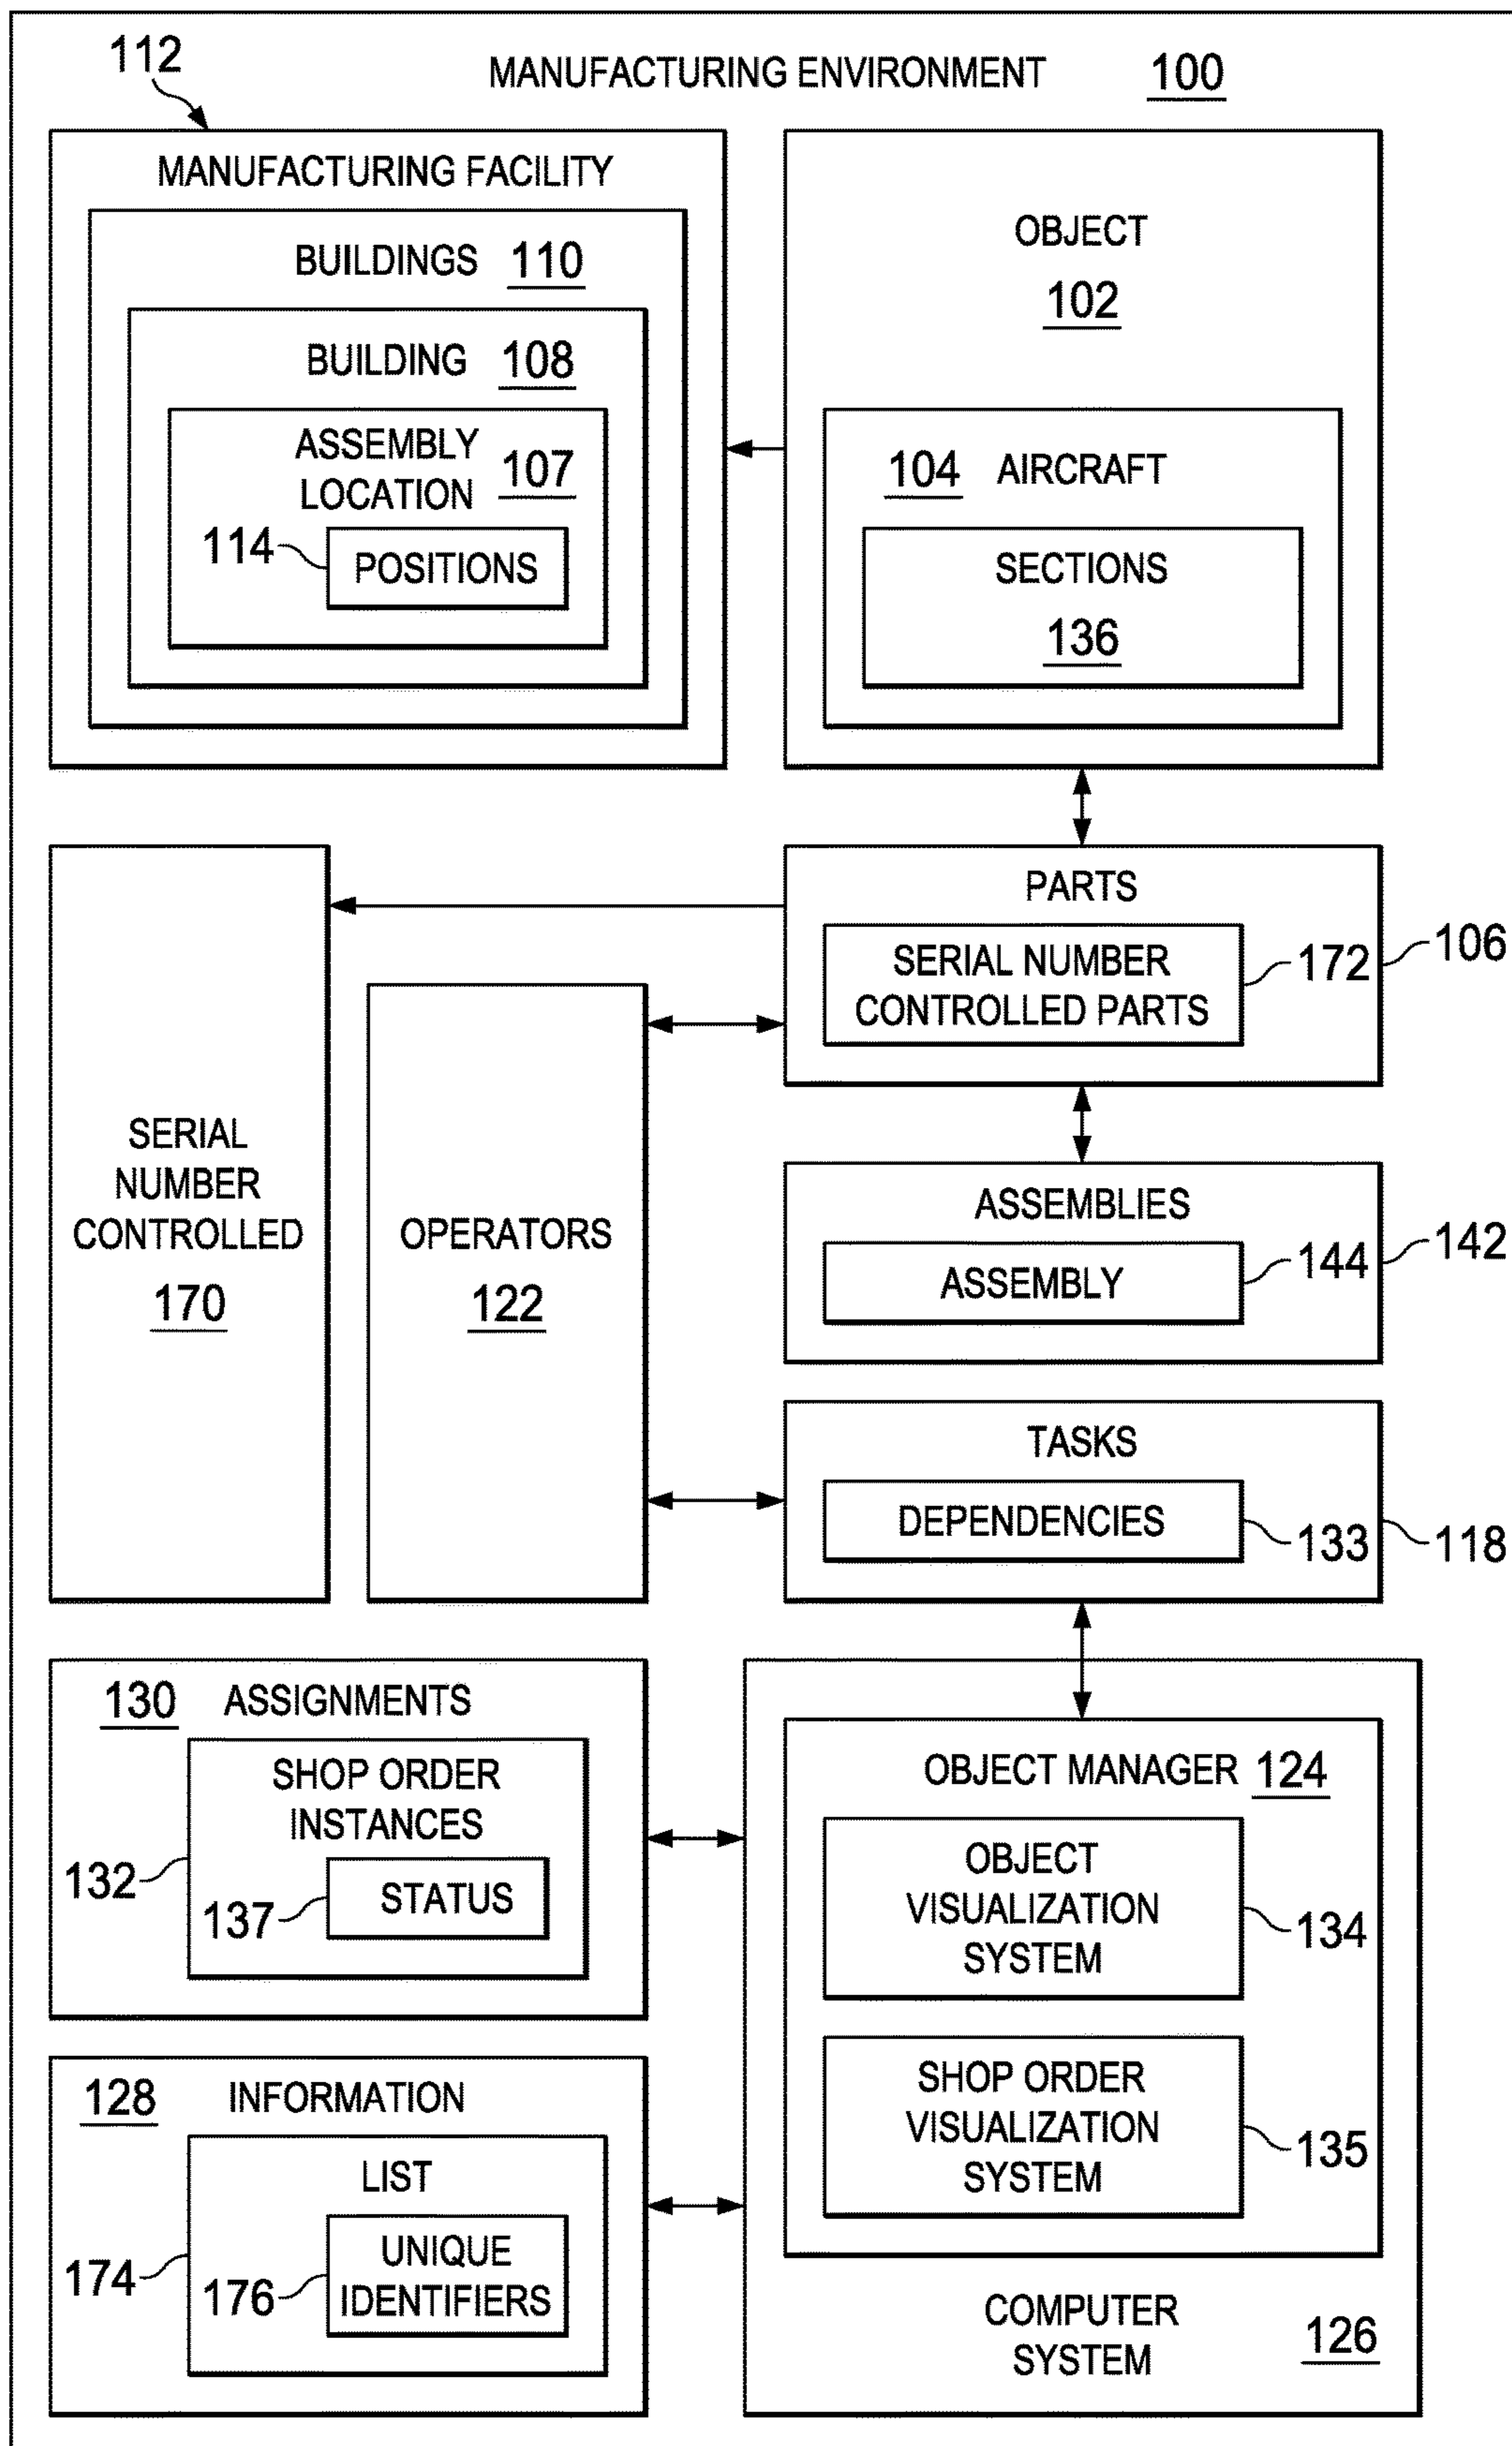 112
MANUFACTURING ENVIRONMENT 100
MANUFACTURING FACILITY
BUILDINGS 110
BUILDING 108
ASSEMBLY
LOCATION 107
114
POSITIONS
OBJECT
102
104 AIRCRAFT
SECTIONS
136
PARTS
SERIAL NUMBER
CONTROLLED PARTS
172
106
SERIAL
NUMBER
CONTROLLED
170
OPERATORS
122
ASSEMBLIES
ASSEMBLY
144
142
TASKS
DEPENDENCIES
133
118
130 ASSIGNMENTS
SHOP ORDER
INSTANCES
132
137
STATUS
OBJECT MANAGER 124
OBJECT
VISUALIZATION
SYSTEM
134
SHOP ORDER
VISUALIZATION
SYSTEM
135
128 INFORMATION
LIST
174
176
UNIQUE
IDENTIFIERS
COMPUTER
SYSTEM
126